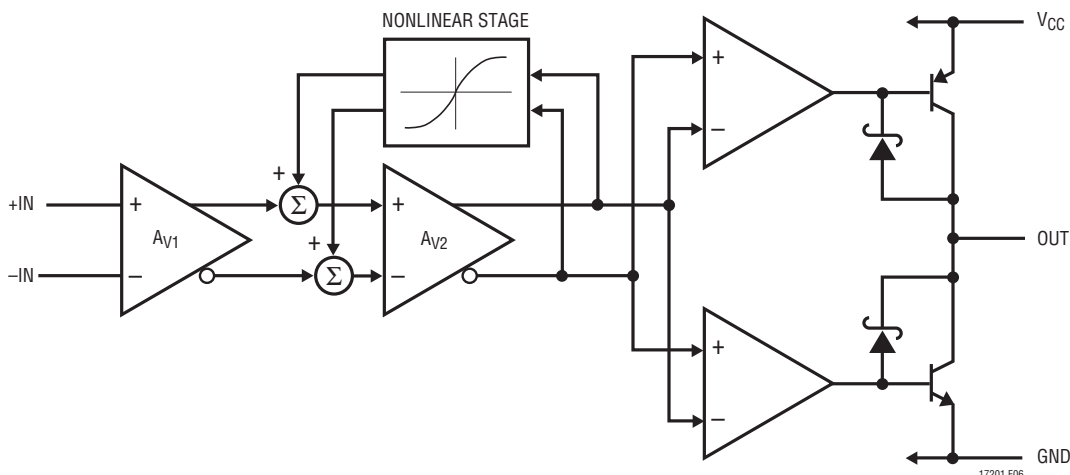 NONLINEAR STAGE
VCC
+
−
+
+IN
+
AV1
Σ
+
AV2
OUT
+
−IN
−
Σ
−
+
−
GND
17201 F06